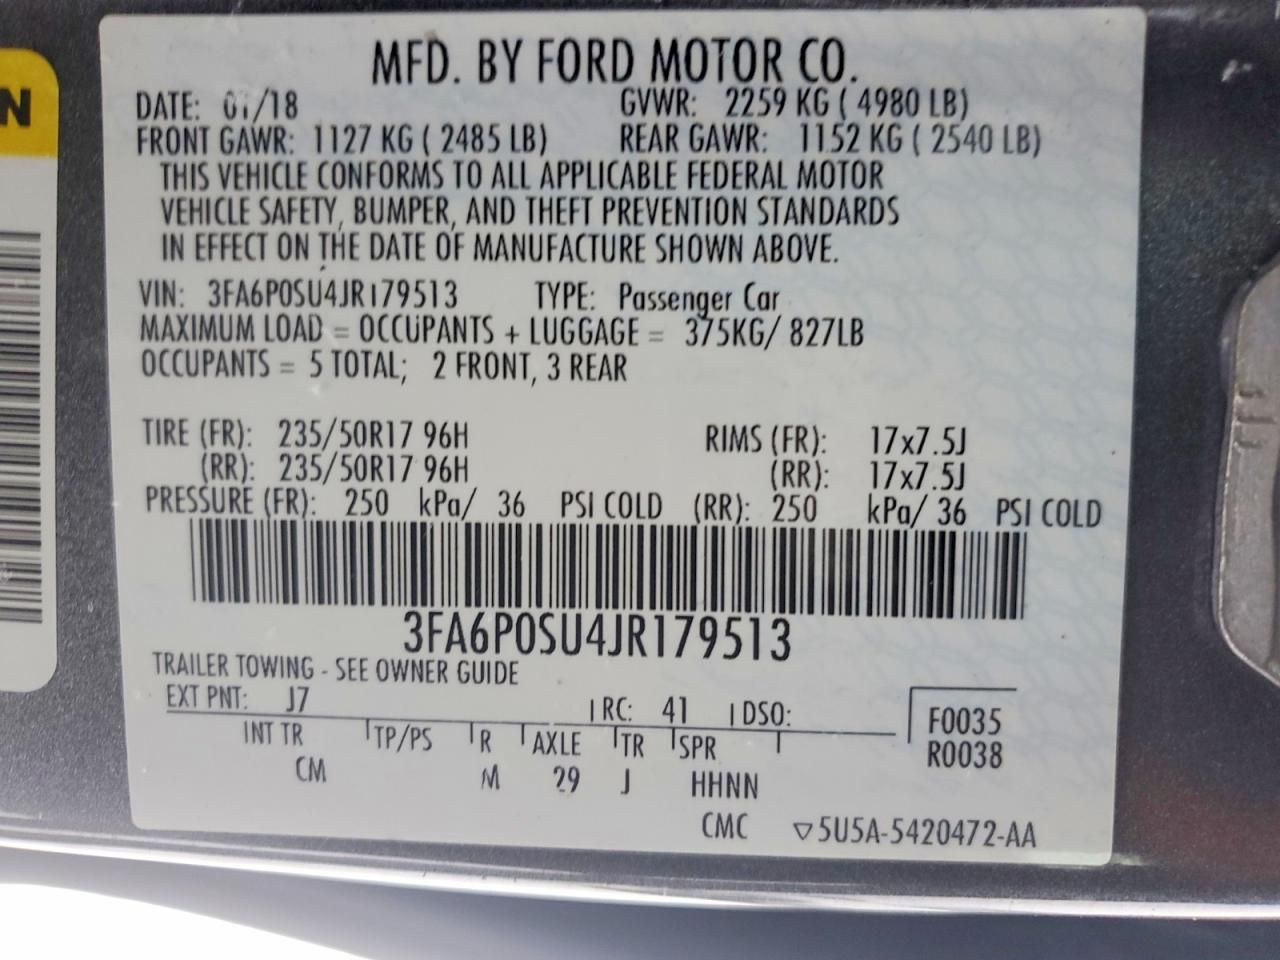 N
MFD. BY FORD MOTOR CO.
DATE: 01/18 GVWR: 2259 KG ( 4980 LB)
FRONT GAWR: 1127 KG ( 2485 LB) REAR GAWR: 1152 KG ( 2540 LB)
THIS VEHICLE CONFORMS TO ALL APPLICABLE FEDERAL MOTOR
VEHICLE SAFETY, BUMPER, AND THEFT PREVENTION STANDARDS
IN EFFECT ON THE DATE OF MANUFACTURE SHOWN ABOVE.
VIN: 3FA6P0SU4JR179513 TYPE: Passenger Car
MAXIMUM LOAD = OCCUPANTS + LUGGAGE = 375KG/ 827LB
OCCUPANTS = 5 TOTAL; 2 FRONT, 3 REAR
TIRE (FR): 235/50R17 96H RIMS (FR): 17x7.5J
(RR): 235/50R17 96H (RR): 17x7.5J
PRESSURE (FR): 250 kPa/ 36 PSI COLD (RR): 250 kPa/ 36 PSI COLD
3FA6P0SU4JR179513
TRAILER TOWING - SEE OWNER GUIDE
EXT PNT: J7 RC: 41 DSO: F0035
INT TR TP/PS R AXLE TR SPR R0038
CM M 29 J HHNN
CMC ▽5U5A-5420472-AA